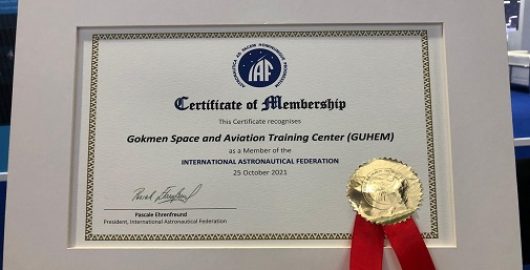 IAF
Certificate of Membership
This Certificate recognises
Gokmen Space and Aviation Training Center (GUHEM)
as a Member of the
INTERNATIONAL ASTRONAUTICAL FEDERATION
25 October 2021
Pascale Ehrenfreund
President, International Astronautical Federation